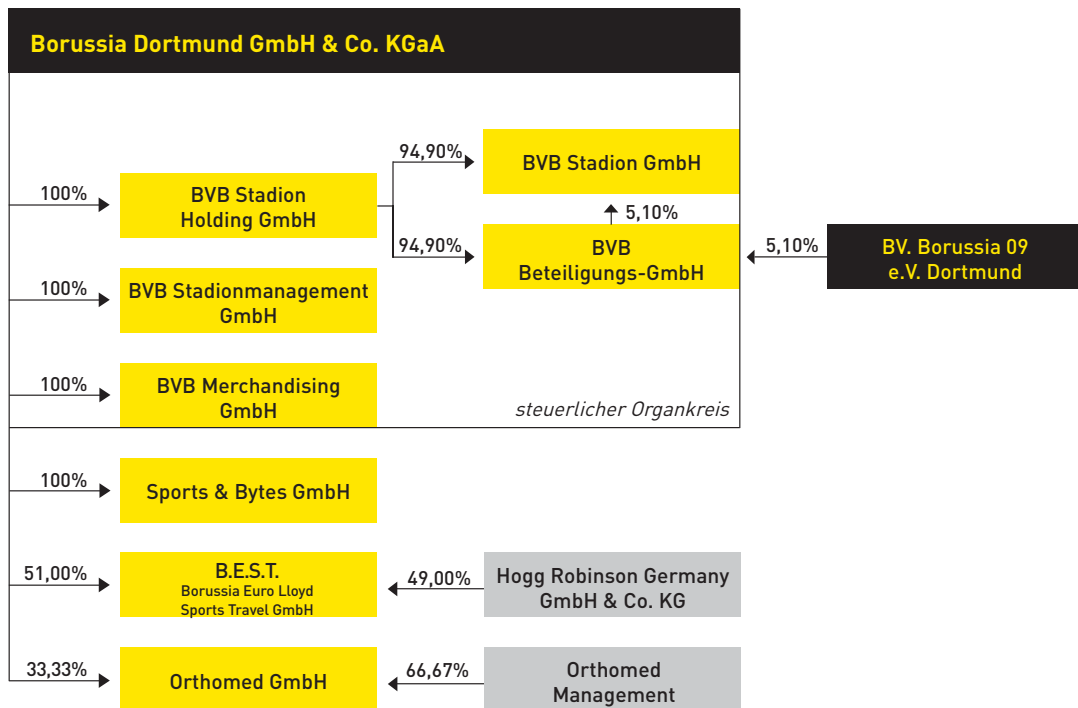 Borussia Dortmund GmbH & Co. KGaA
94,90%
BVB Stadion GmbH
100%
BVB Stadion
Holding GmbH
5,10%
94,90%
BVB
Beteiligungs-GmbH
5,10%
BV. Borussia 09
e.V. Dortmund
100%
BVB Stadionmanagement
GmbH
100%
BVB Merchandising
GmbH
steuerlicher Organkreis
100%
Sports & Bytes GmbH
51,00%
B.E.S.T.
Borussia Euro Lloyd
Sports Travel GmbH
49,00%
Hogg Robinson Germany
GmbH & Co. KG
33,33%
Orthomed GmbH
66,67%
Orthomed
Management